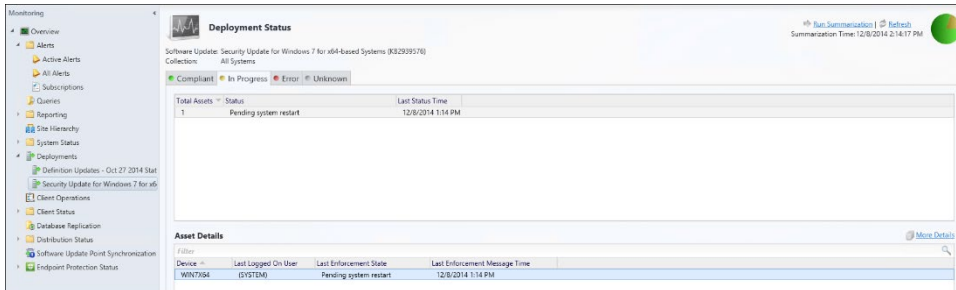 Monitoring
Overview
Alerts
Active Alerts
All Alerts
Subscriptions
Queries
Reporting
Site Hierarchy
System Status
Deployments
Definition Updates - Oct 27 2014 Stat
Security Update for Windows 7 for x6
Client Operations
Client Status
Database Replication
Distribution Status
Software Update Point Synchronization
Endpoint Protection Status
Deployment Status
Run Summarization | Refresh
Summarization Time: 12/8/2014 2:14:17 PM
Software Update: Security Update for Windows 7 for x64-based Systems (KB2939576)
Collection: All Systems
Compliant In Progress Error Unknown
Total Assets Status Last Status Time
1 Pending system restart 12/8/2014 1:14 PM
Asset Details More Details
Filter
Device Last Logged On User Last Enforcement State Last Enforcement Message Time
WIN7X64 (SYSTEM) Pending system restart 12/8/2014 1:14 PM